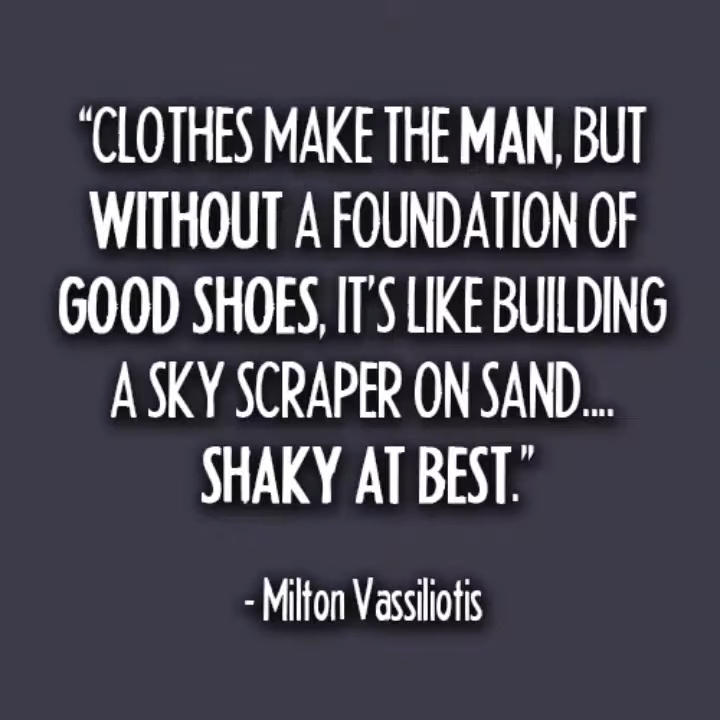 “CLOTHES MAKE THE MAN, BUT
WITHOUT A FOUNDATION OF
GOOD SHOES, IT’S LIKE BUILDING
A SKY SCRAPER ON SAND....
SHAKY AT BEST.”
- Milton Vassiliotis